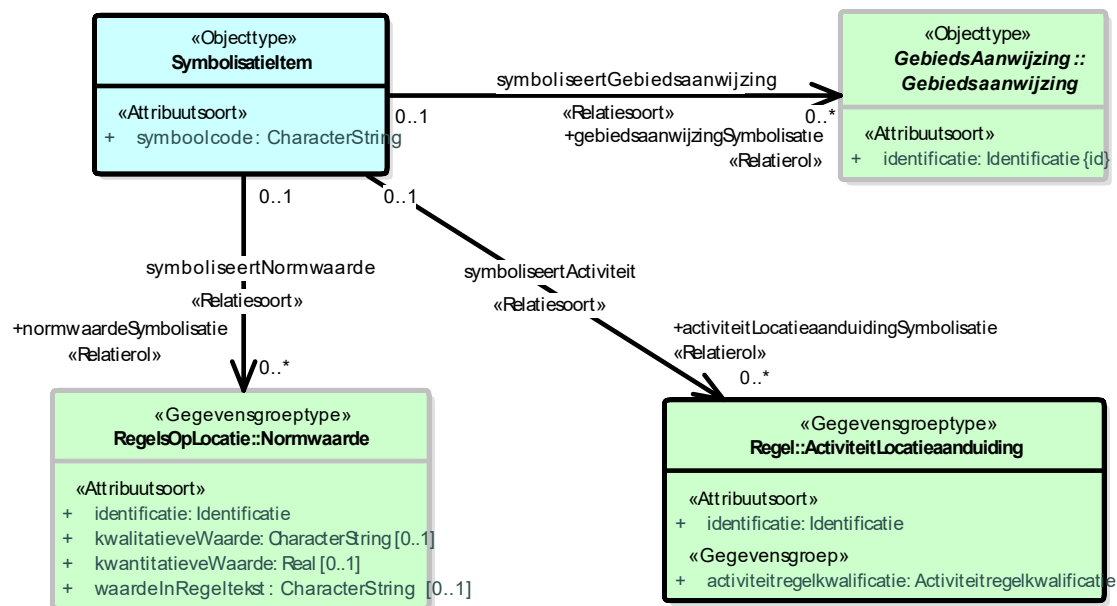 «Objecttype»
SymbolisatieItem
«Attribuutsoort»
+ symboolcode: CharacterString
symboliseertGebiedsaanwijzing
0..1
«Relatiesoort»
0..*
+gebiedsaanwijzingSymbolisatie
«Relatierol»
«Objecttype»
GebiedsAanwijzing::
Gebiedsaanwijzing
«Attribuutsoort»
+ identificatie: Identificatie {id}
0..1
0..1
symboliseertNormwaarde
«Relatiesoort»
+normwaardeSymbolisatie
«Relatierol»
0..*
symboliseertActiviteit
«Relatiesoort»
+activiteitLocatieaanduidingSymbolisatie
«Relatierol»
0..*
«Gegevensgroeptype»
RegelsOpLocatie::Normwaarde
«Attribuutsoort»
+ identificatie: Identificatie
+ kwalitatieveWaarde: CharacterString [0..1]
+ kwantitatieveWaarde: Real [0..1]
+ waardeInRegeltekst: CharacterString [0..1]
«Gegevensgroeptype»
Regel::ActiviteitLocatieaanduiding
«Attribuutsoort»
+ identificatie: Identificatie
«Gegevensgroep»
+ activiteitregelkwalificatie: Activiteitregelkwalificatie